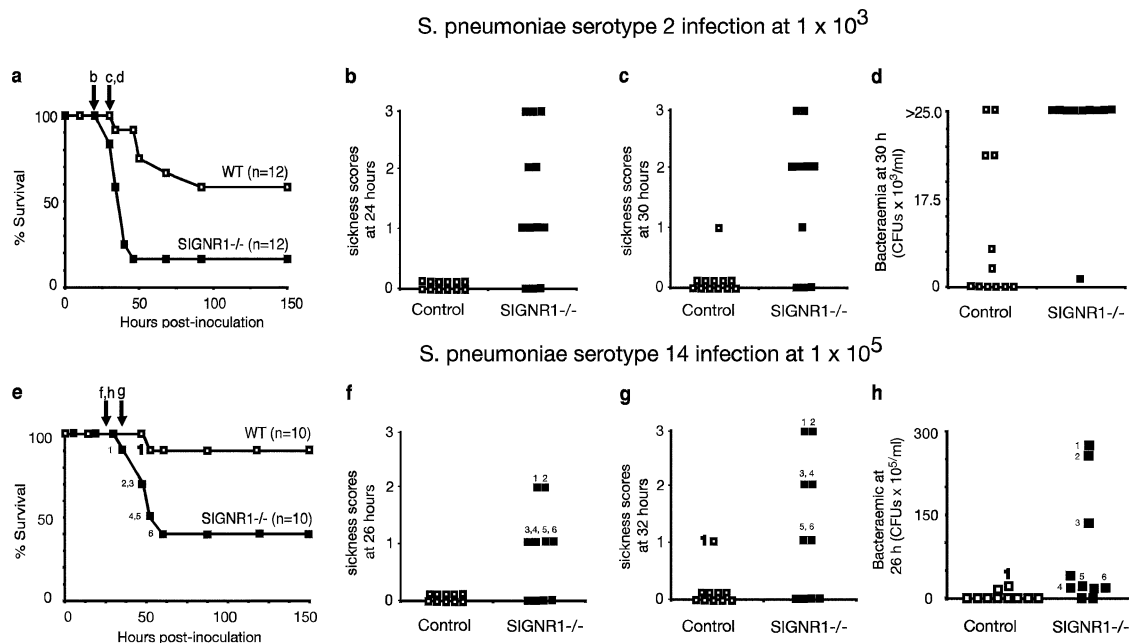 S. pneumoniae serotype 2 infection at 1 x 10³
a
b
c,d
100
50
0
% Survival
WT (n=12)
SIGNR1-/- (n=12)
0 50 100 150
Hours post-inoculation
b
3
2
1
0
sickness scores
at 24 hours
Control SIGNR1-/-
c
3
2
1
0
sickness scores
at 30 hours
Control SIGNR1-/-
d
>25.0
17.5
0
Bacteraemia at 30 h
(CFUs x 10³/ml)
Control SIGNR1-/-
S. pneumoniae serotype 14 infection at 1 x 10⁵
e
f,h g
100
50
0
% Survival
WT (n=10)
1
1
2,3
4,5
6
SIGNR1-/- (n=10)
0 50 100 150
Hours post-inoculation
f
3
2
1
0
sickness scores
at 26 hours
1 2
3,4, 5, 6
Control SIGNR1-/-
g
3
2
1
0
sickness scores
at 32 hours
1 2
3, 4
5, 6
1
Control SIGNR1-/-
h
300
150
0
Bacteraemic at
26 h (CFUs x 10⁵/ml)
1
2
3
1
4 5 6
Control SIGNR1-/-